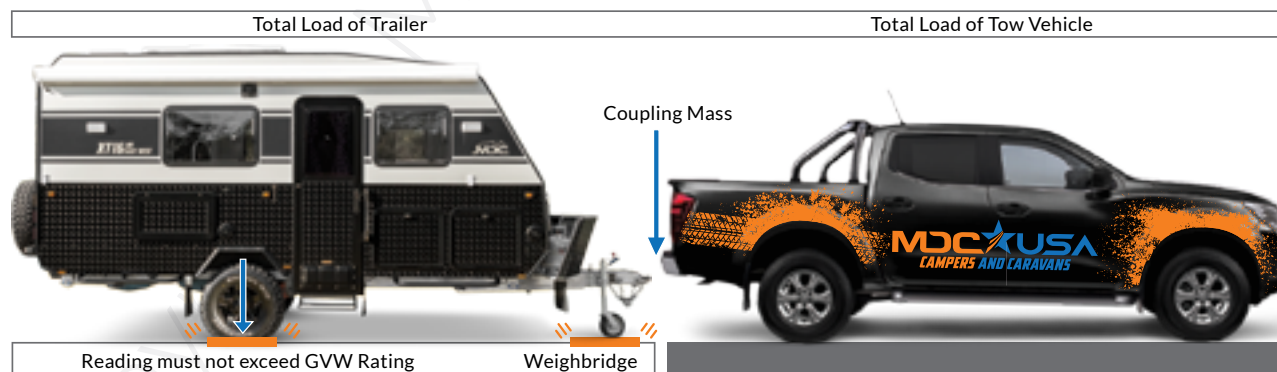 Total Load of Trailer
Total Load of Tow Vehicle
Coupling Mass
MDC
MDC USA
CAMPERS AND CARAVANS
Reading must not exceed GVW Rating
Weighbridge